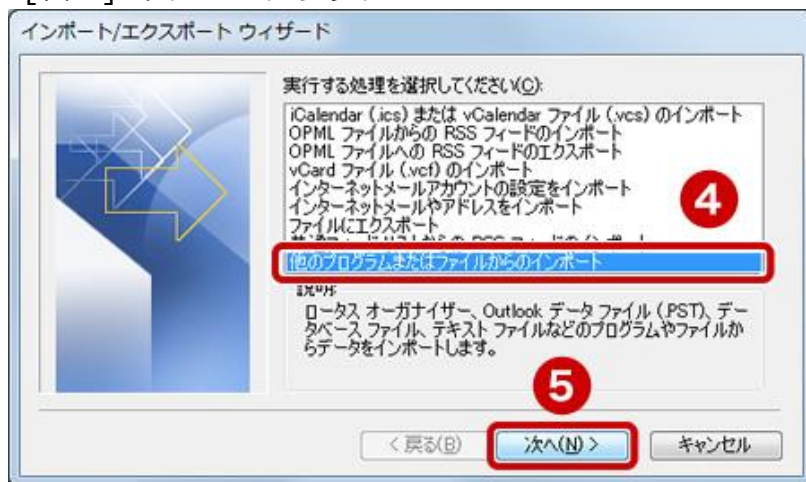 インポート/エクスポート ウィザード
実行する処理を選択してください(C):
iCalendar (.ics) または vCalendar ファイル (.vcs) のインポート
OPML ファイルからの RSS フィードのインポート
OPML ファイルへの RSS フィードのエクスポート
vCard ファイル (.vcf) のインポート
インターネットメールアカウントの設定をインポート
インターネットメールやアドレスをインポート
④
ファイルにエクスポート
他のプログラムまたはファイルからのインポート
説明
ロータス オーガナイザー、Outlook データ ファイル (.PST)、デー
タベース ファイル、テキスト ファイルなどのプログラムやファイルか
らデータをインポートします。
⑤
< 戻る(B)
次へ(N) >
キャンセル